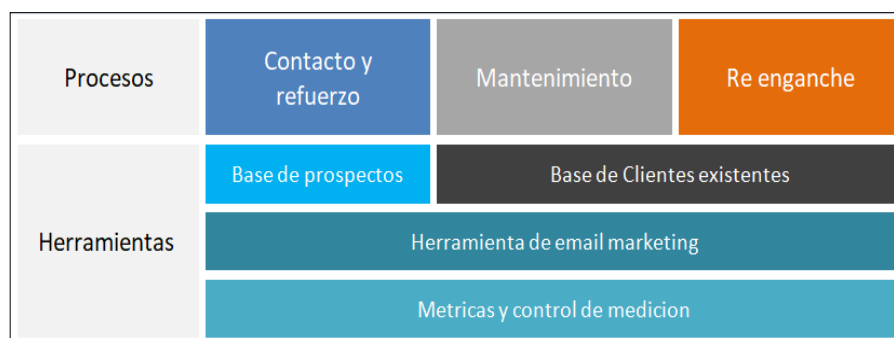 Procesos
Contacto y
refuerzo
Mantenimiento
Re enganche
Herramientas
Base de prospectos
Base de Clientes existentes
Herramienta de email marketing
Metricas y control de medicion